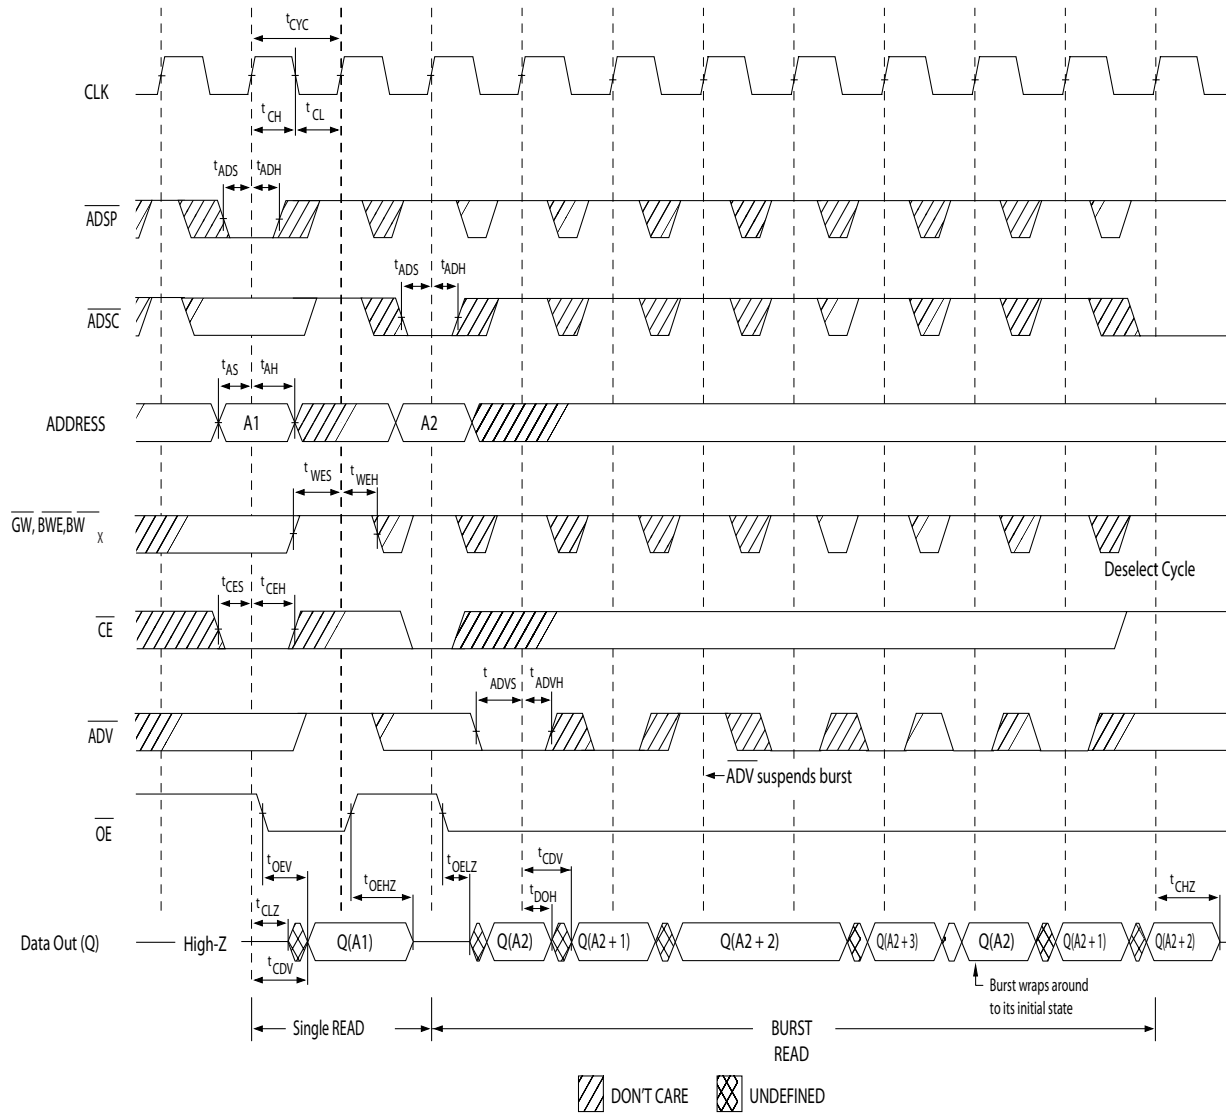 tCYC
CLK
tCH
tCL
tADS
tADH
ADSP
tADS
tADH
ADSC
tAS
tAH
ADDRESS
A1
A2
tWES
tWEH
GW, BWE,BW X
Deselect Cycle
tCES
tCEH
CE
tADVS
tADVH
ADV
ADV suspends burst
OE
tOEV
tOEHZ
tOELZ
tCDV
tDOH
tCLZ
tCHZ
Data Out (Q)
High-Z
Q(A1)
Q(A2)
Q(A2 + 1)
Q(A2 + 2)
Q(A2 + 3)
Q(A2)
Q(A2 + 1)
Q(A2 + 2)
tCDV
Burst wraps around
to its initial state
Single READ
BURST
READ
DON'T CARE
UNDEFINED